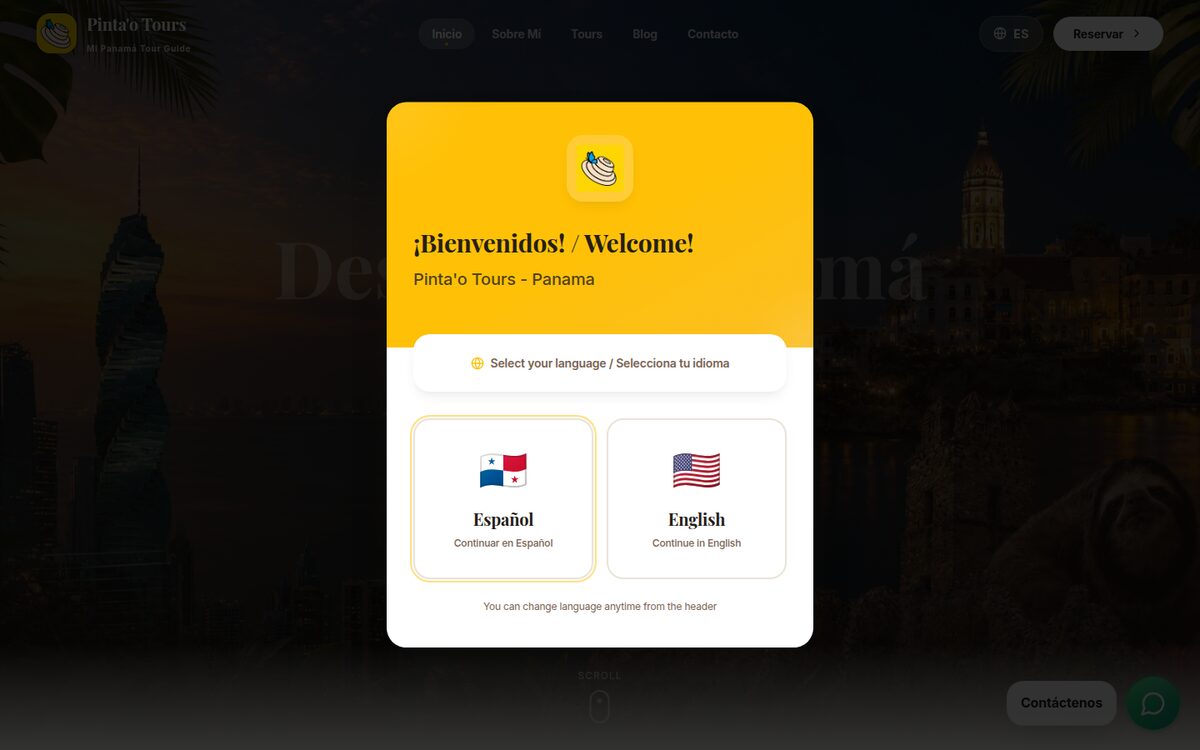 Pinta'o Tours
Mi Panamá Tour Guide
Inicio
Sobre Mí
Tours
Blog
Contacto
ES
Reservar
¡Bienvenidos! / Welcome!
Pinta'o Tours - Panama
Select your language / Selecciona tu idioma
Español
Continuar en Español
English
Continue in English
You can change language anytime from the header
SCROLL
Contáctenos